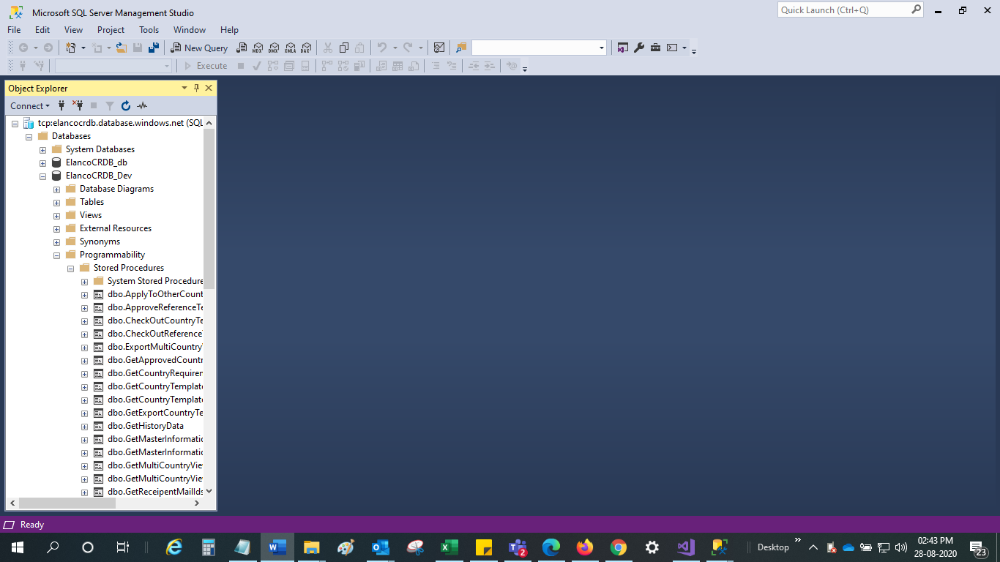 Microsoft SQL Server Management Studio
Quick Launch (Ctrl+Q)
File Edit View Project Tools Window Help
New Query MDX DMX XMLA DAX
Execute
Object Explorer
Connect
tcp:elancocrdb.database.windows.net (SQL
Databases
System Databases
ElancoCRDB_db
ElancoCRDB_Dev
Database Diagrams
Tables
Views
External Resources
Synonyms
Programmability
Stored Procedures
System Stored Procedure
dbo.ApplyToOtherCount
dbo.ApproveReferenceTe
dbo.CheckOutCountryTe
dbo.CheckOutReference
dbo.ExportMultiCountry
dbo.GetApprovedCountr
dbo.GetCountryRequiren
dbo.GetCountryTemplate
dbo.GetCountryTemplate
dbo.GetExportCountryTe
dbo.GetHistoryData
dbo.GetMasterInformatic
dbo.GetMasterInformatic
dbo.GetMultiCountryVie
dbo.GetMultiCountryVie
dbo.GetReceipentMailIds
Ready
Desktop
02:43 PM
28-08-2020
2
23